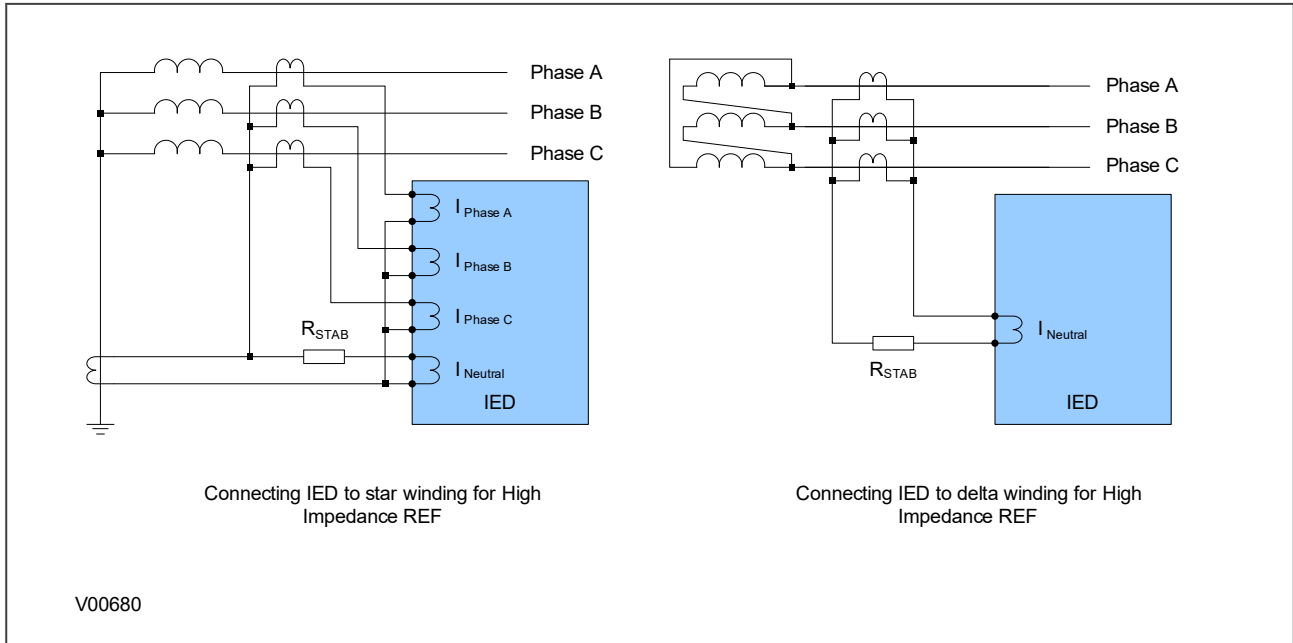 Phase A
Phase B
Phase C
I Phase A
I Phase B
I Phase C
RSTAB
I Neutral
IED
Connecting IED to star winding for High
Impedance REF
Phase A
Phase B
Phase C
I Neutral
RSTAB
IED
Connecting IED to delta winding for High
Impedance REF
V00680